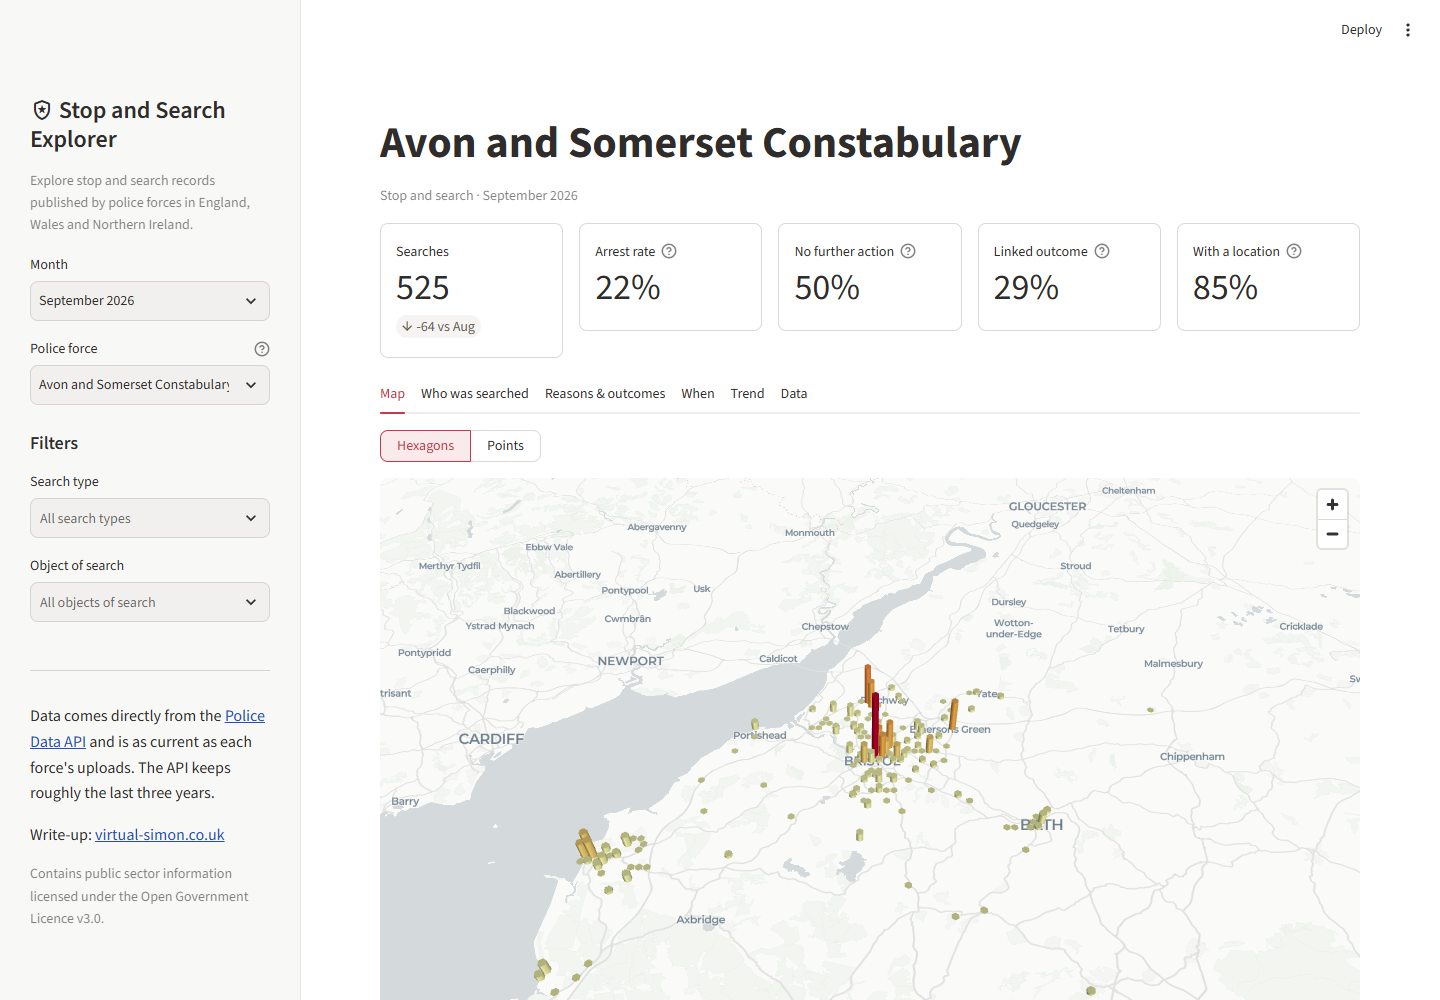 Deploy
Stop and Search
Explorer
Explore stop and search records
published by police forces in England,
Wales and Northern Ireland.
Month
September 2026
Police force
Avon and Somerset Constabulary
Filters
Search type
All search types
Object of search
All objects of search
Data comes directly from the Police
Data API and is as current as each
force's uploads. The API keeps
roughly the last three years.
Write-up: virtual-simon.co.uk
Contains public sector information
licensed under the Open Government
Licence v3.0.
Avon and Somerset Constabulary
Stop and search · September 2026
Searches
525
-64 vs Aug
Arrest rate
22%
No further action
50%
Linked outcome
29%
With a location
85%
Map Who was searched Reasons & outcomes When Trend Data
Hexagons Points
Cheltenham
GLOUCESTER
Quedgeley
Abergavenny
Monmouth
Ebbw Vale
Merthyr Tydfil
Abertillery
Stroud
Pontypool
Usk
Blackwood
Dursley
Ystrad Mynach
Cwmbrân
Chepstow
Wotton-
under-Edge
Tetbury
Cricklade
Pontypridd
Caerphilly
NEWPORT
Caldicot
Malmesbury
trisant
Sw
Yate
CARDIFF
Portishead
Emersons Green
BRISTOL
Chippenham
Barry
BATH
Axbridge